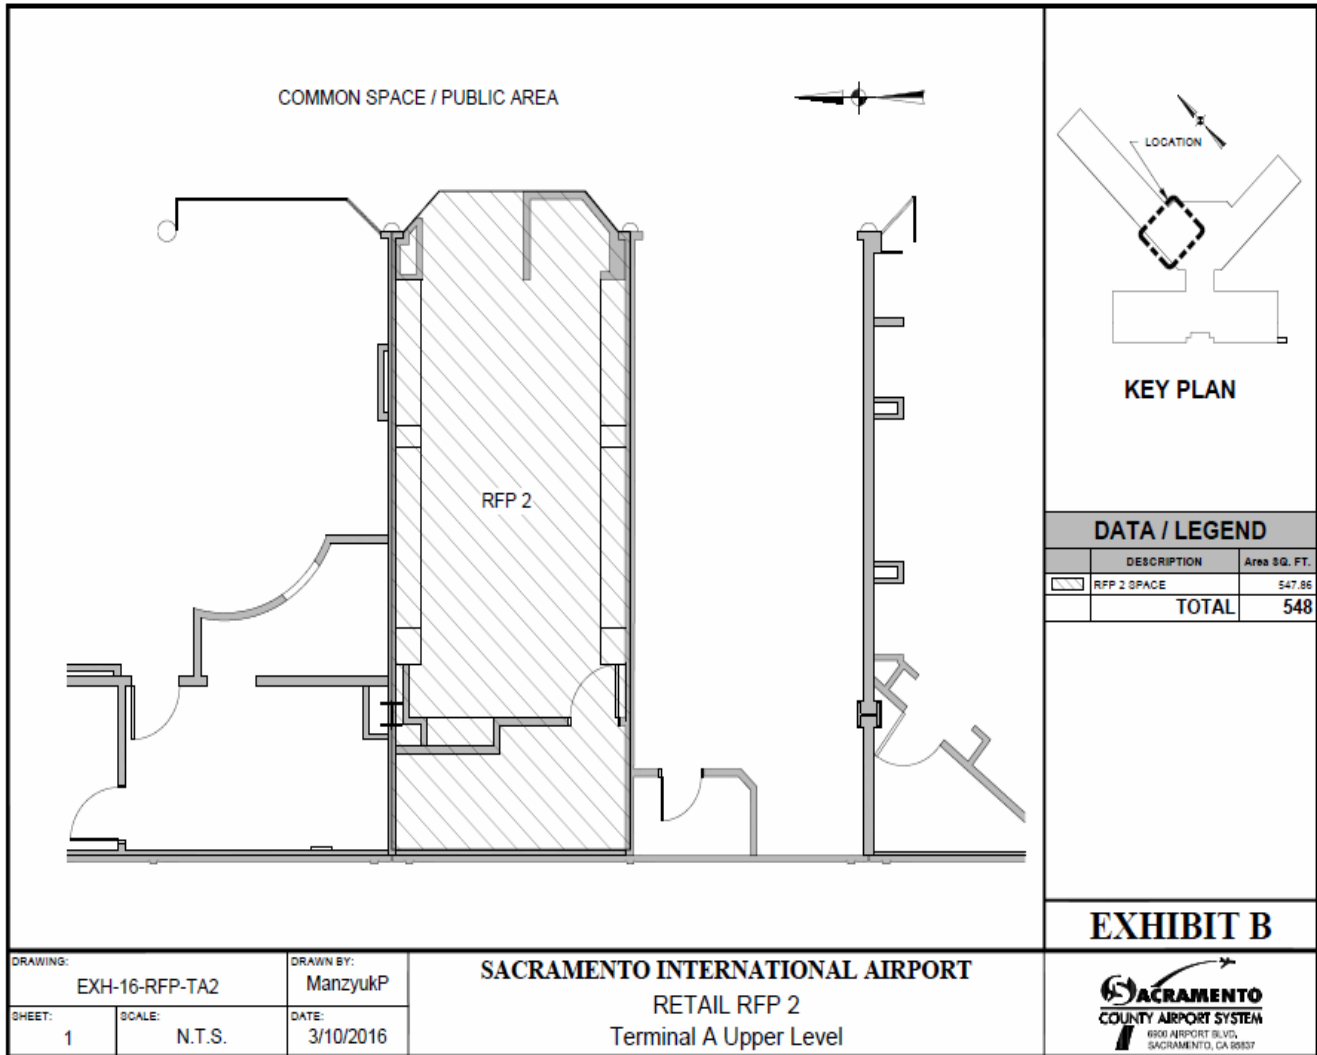 COMMON SPACE / PUBLIC AREA
LOCATION
KEY PLAN
RFP 2
DATA / LEGEND
DESCRIPTION Area SQ. FT.
RFP 2 SPACE 547.86
TOTAL 548
EXHIBIT B
DRAWING:
EXH-16-RFP-TA2
DRAWN BY:
ManzyukP
SHEET:
1
SCALE:
N.T.S.
DATE:
3/10/2016
SACRAMENTO INTERNATIONAL AIRPORT
RETAIL RFP 2
Terminal A Upper Level
SACRAMENTO
COUNTY AIRPORT SYSTEM
6900 AIRPORT BLVD,
SACRAMENTO, CA 95837